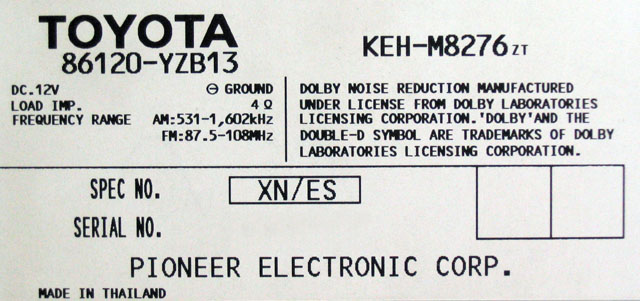 TOYOTA
86120-YZB13
KEH-M8276 ZT
DC.12V ⊖ GROUND
LOAD IMP. 4 Ω
FREQUENCY RANGE AM:531-1,602kHz
FM:87.5-108MHz
DOLBY NOISE REDUCTION MANUFACTURED
UNDER LICENSE FROM DOLBY LABORATORIES
LICENSING CORPORATION.'DOLBY'AND THE
DOUBLE-D SYMBOL ARE TRADEMARKS OF DOLBY
LABORATORIES LICENSING CORPORATION.
SPEC NO. XN/ES
SERIAL NO.
PIONEER ELECTRONIC CORP.
MADE IN THAILAND